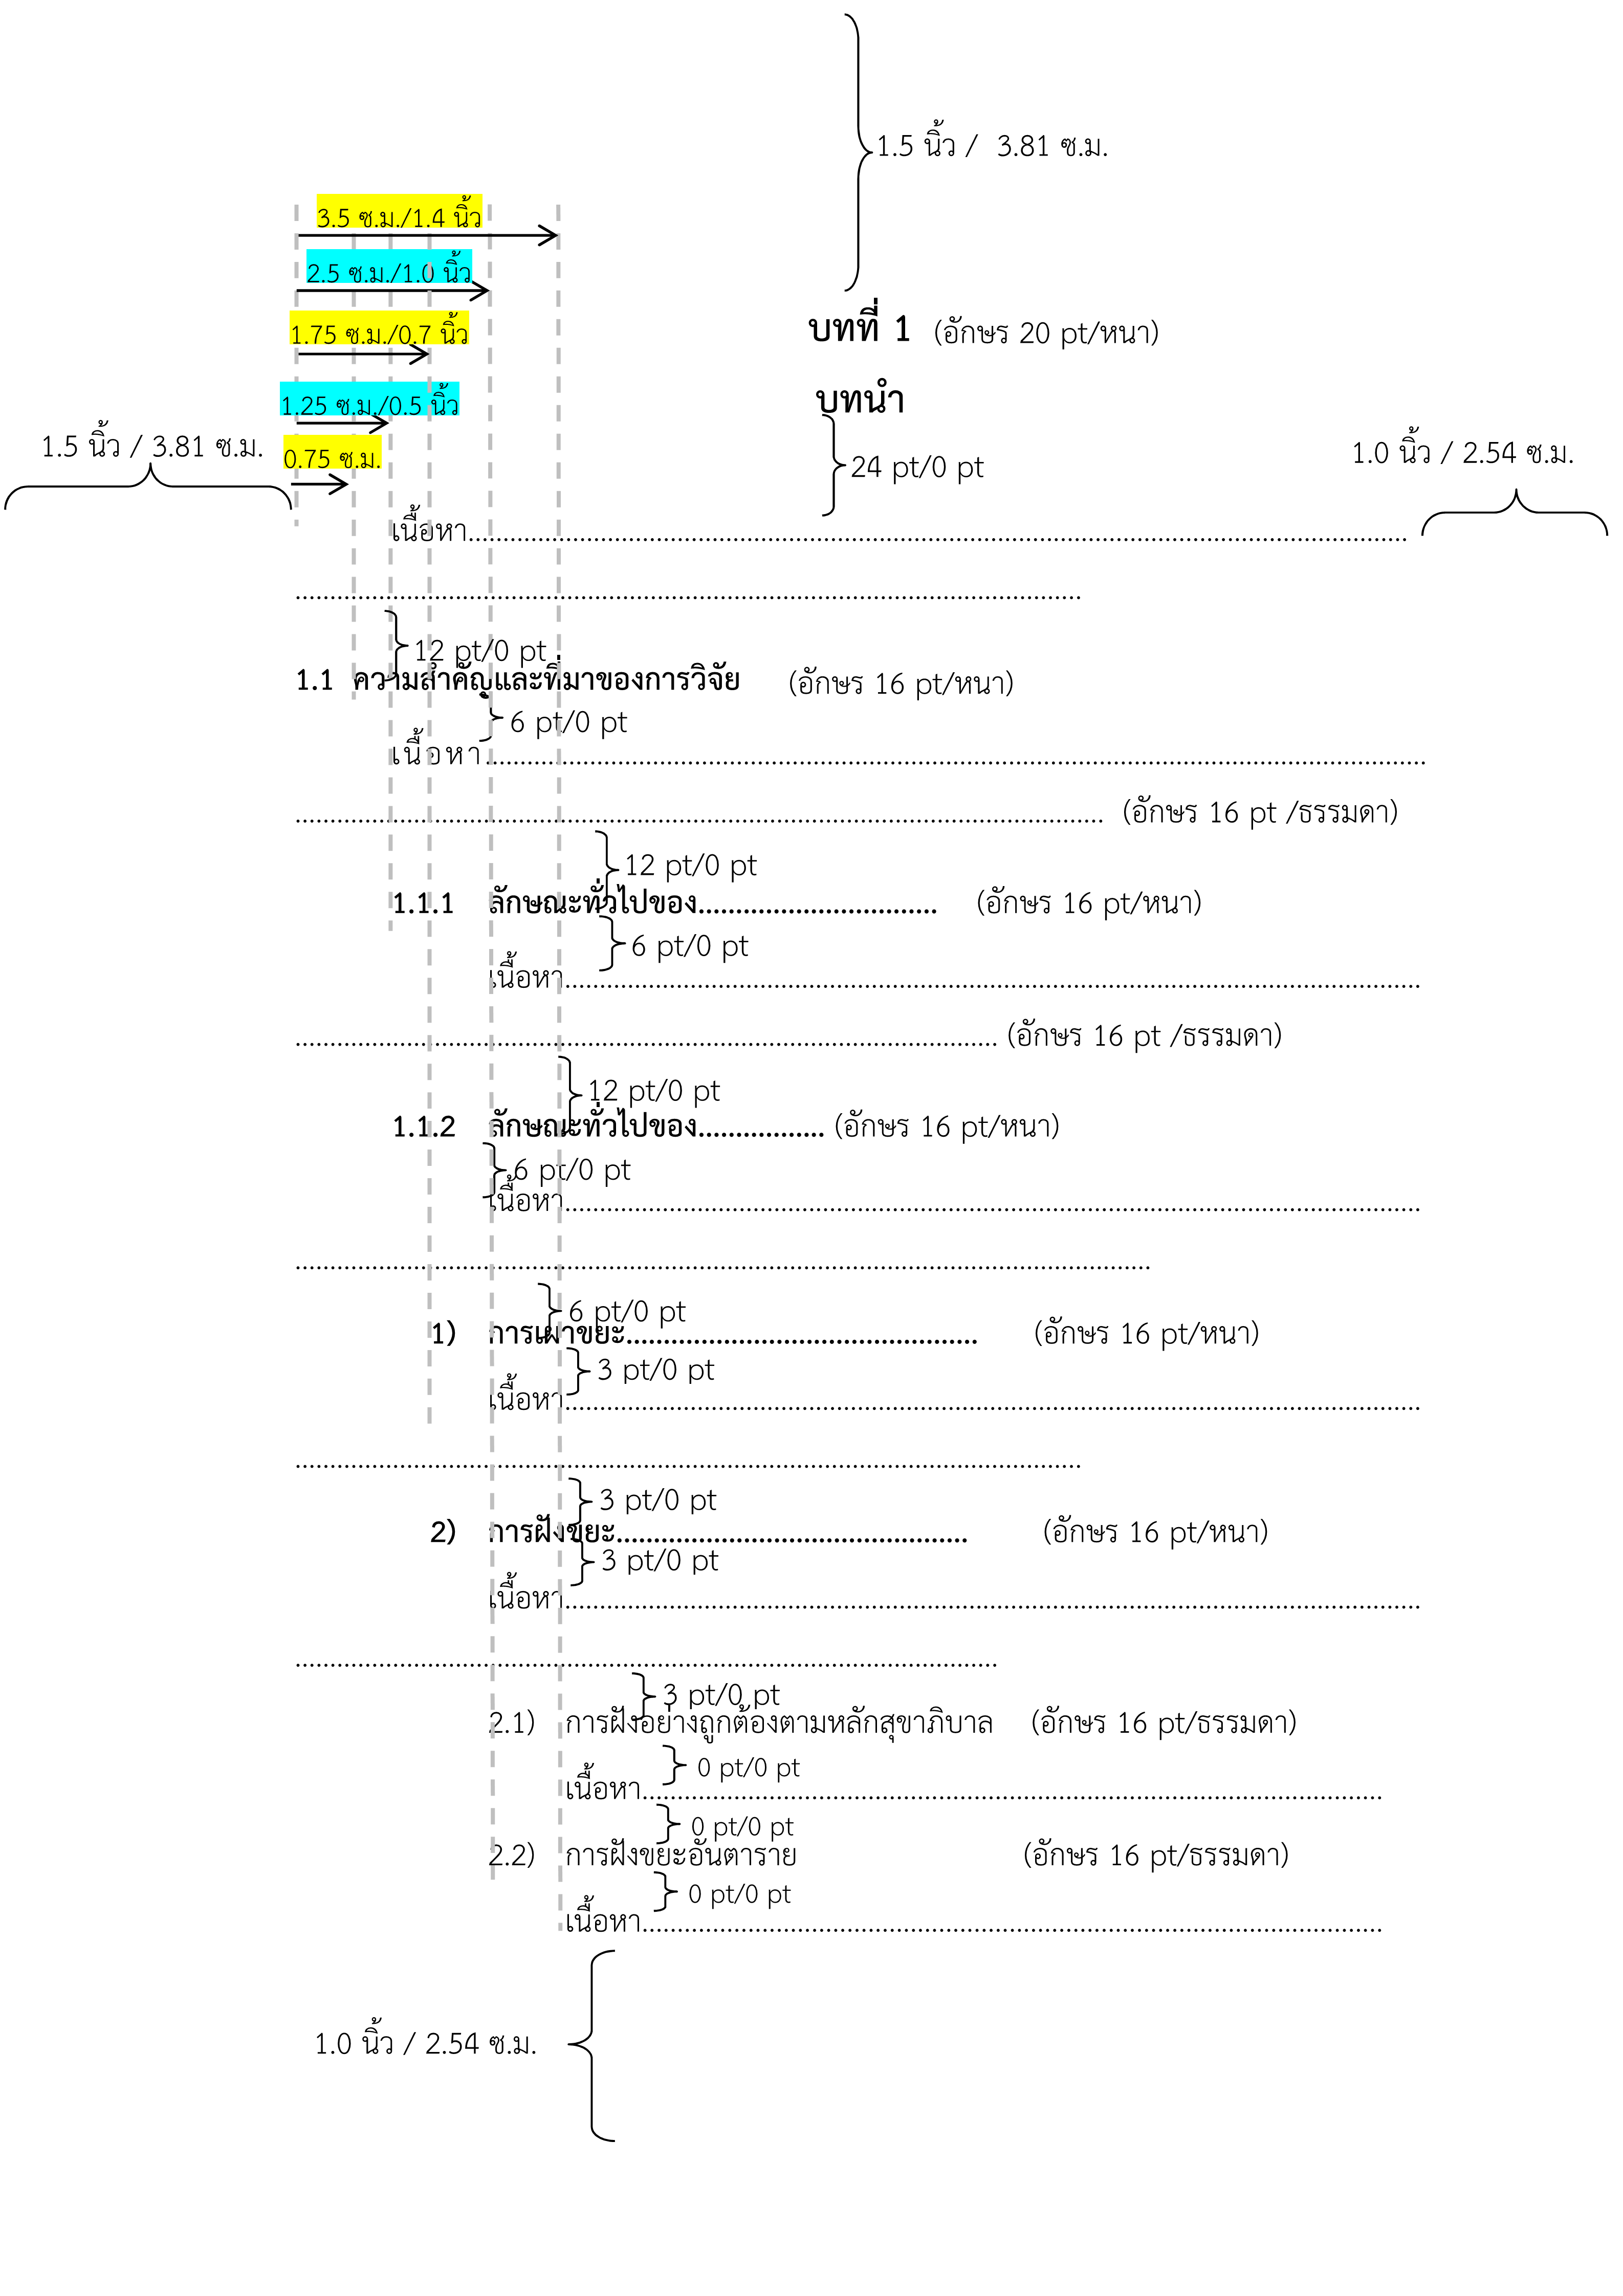 1.5 นิ้ว /  3.81 ซ.ม.
3.5 ซ.ม./1.4 นิ้ว
2.5 ซ.ม./1.0 นิ้ว
1.75 ซ.ม./0.7 นิ้ว
บทที่ 1 (อักษร 20 pt/หนา)
1.25 ซ.ม./0.5 นิ้ว
บทนำ
1.5 นิ้ว / 3.81 ซ.ม.
0.75 ซ.ม.
24 pt/0 pt
1.0 นิ้ว / 2.54 ซ.ม.
เนื้อหา..........................................................................................................
..........................................................................................................
12 pt/0 pt
1.1 ความสำคัญและที่มาของการวิจัย (อักษร 16 pt/หนา)
6 pt/0 pt
เนื้อหา..........................................................................................................
.......................................................................................................... (อักษร 16 pt /ธรรมดา)
12 pt/0 pt
1.1.1 ลักษณะทั่วไปของ................................ (อักษร 16 pt/หนา)
6 pt/0 pt
เนื้อหา..........................................................................................................
.......................................................................................................... (อักษร 16 pt /ธรรมดา)
12 pt/0 pt
1.1.2 ลักษณะทั่วไปของ................. (อักษร 16 pt/หนา)
6 pt/0 pt
เนื้อหา..........................................................................................................
..........................................................................................................
6 pt/0 pt
1) การเผาขยะ............................................... (อักษร 16 pt/หนา)
3 pt/0 pt
เนื้อหา..........................................................................................................
..........................................................................................................
3 pt/0 pt
2) การฝังขยะ............................................... (อักษร 16 pt/หนา)
3 pt/0 pt
เนื้อหา..........................................................................................................
..........................................................................................................
3 pt/0 pt
2.1) การฝังอย่างถูกต้องตามหลักสุขาภิบาล (อักษร 16 pt/ธรรมดา)
0 pt/0 pt
เนื้อหา..........................................................................................................
0 pt/0 pt
2.2) การฝังขยะอันตาราย (อักษร 16 pt/ธรรมดา)
0 pt/0 pt
เนื้อหา..........................................................................................................
1.0 นิ้ว / 2.54 ซ.ม.